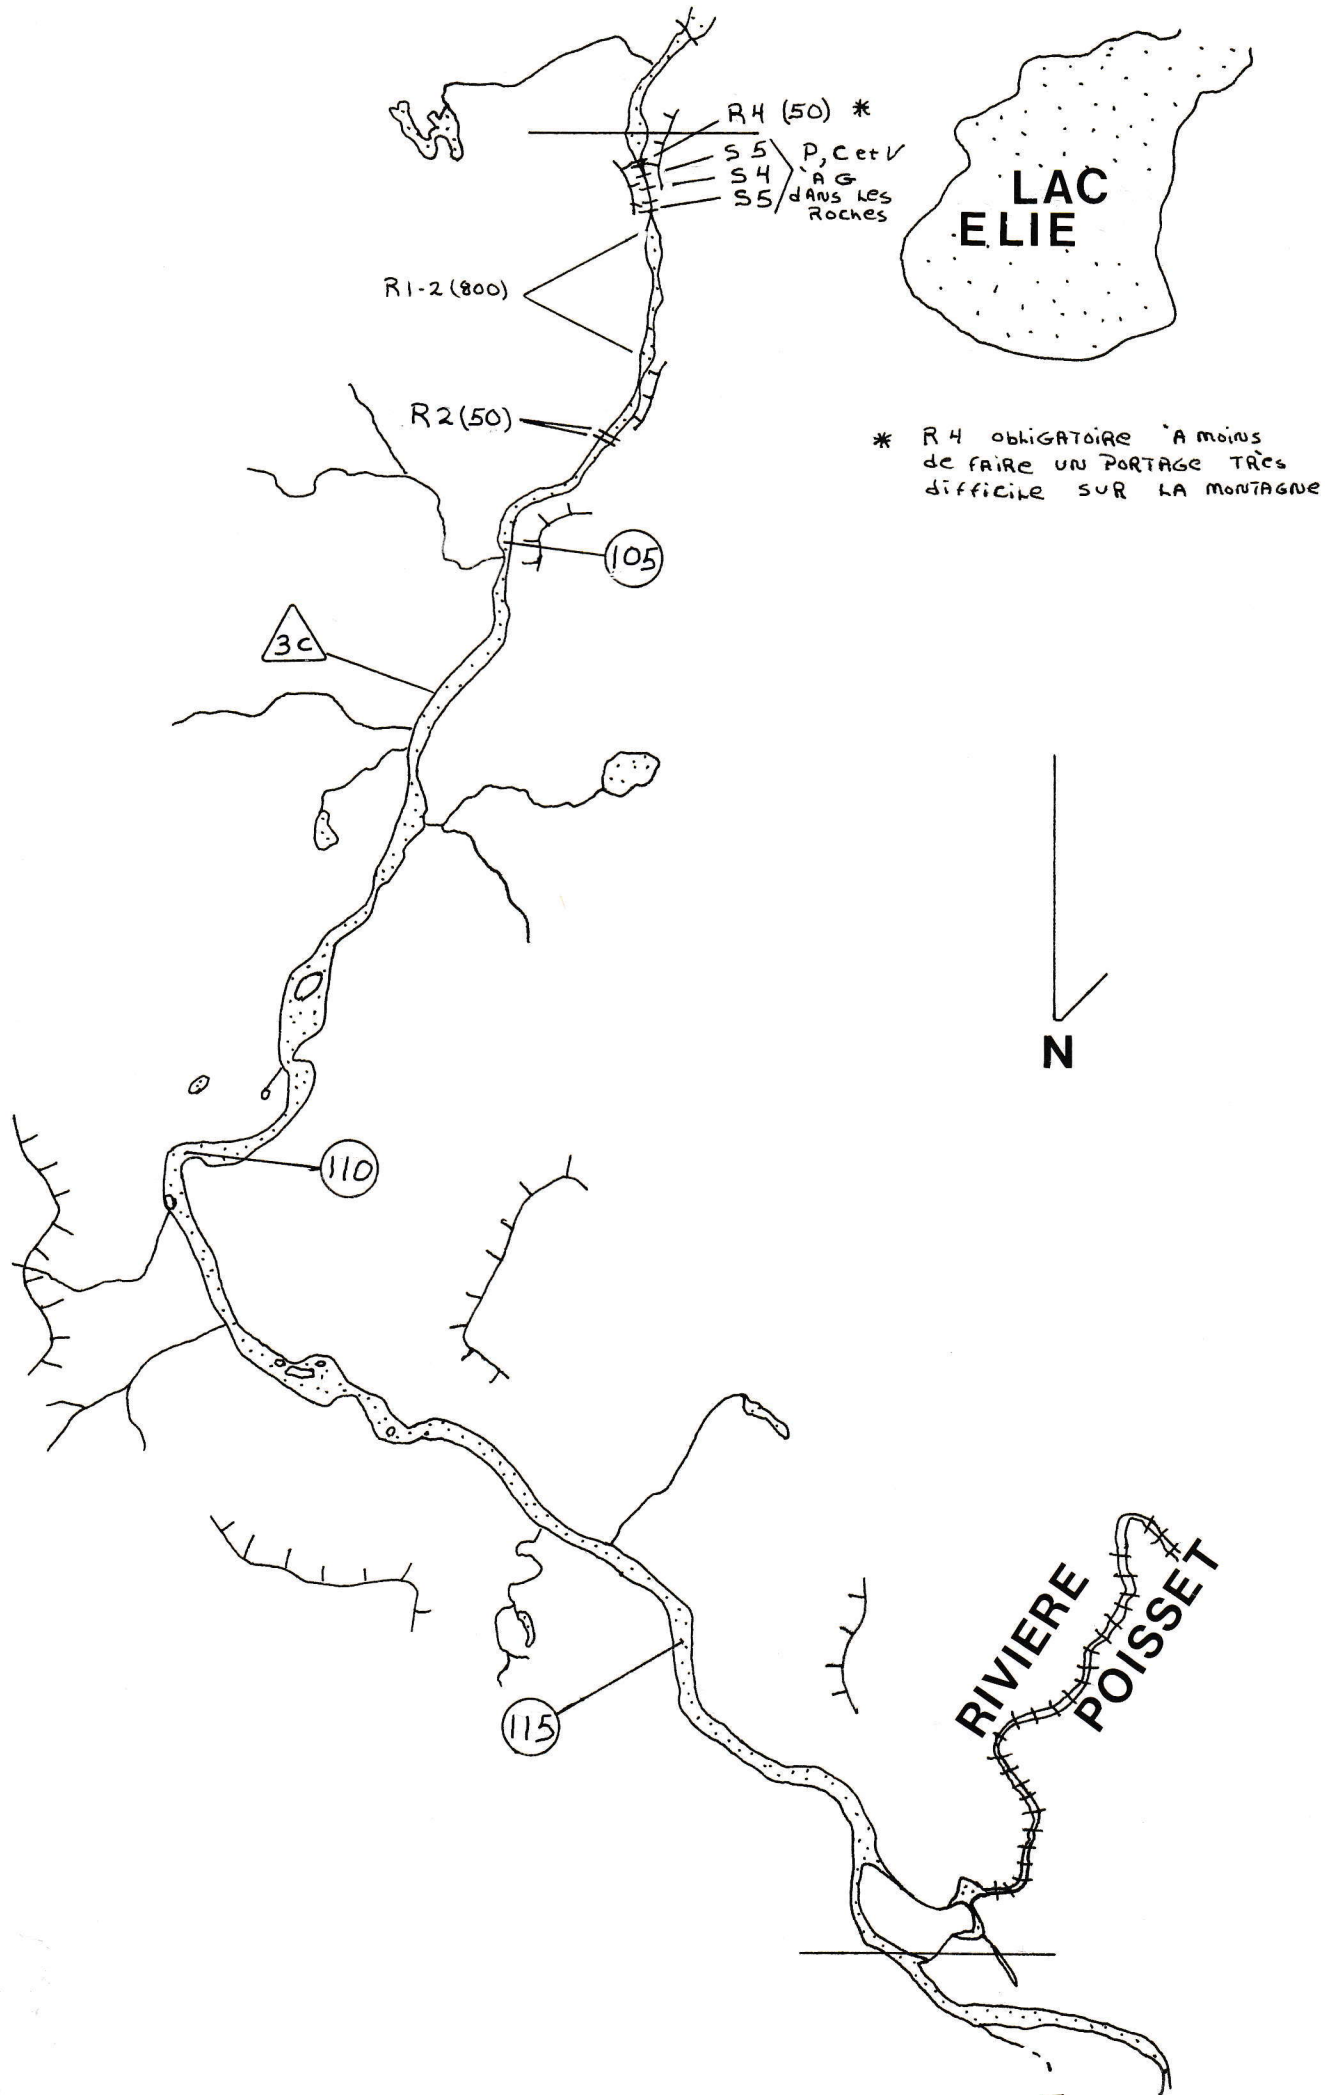 R4 (50) *
S5
S4
S5
P, C et V
À G
dANS Les
Roches
LAC
ELIE
R1-2 (800)
R2 (50)
* R4 obLiGAToiRe À moins
de FAIRe UN PORTAGe TRès
difficiLe SUR LA MONTAGNe
105
3c
N
110
RIVIERE
POISSET
115